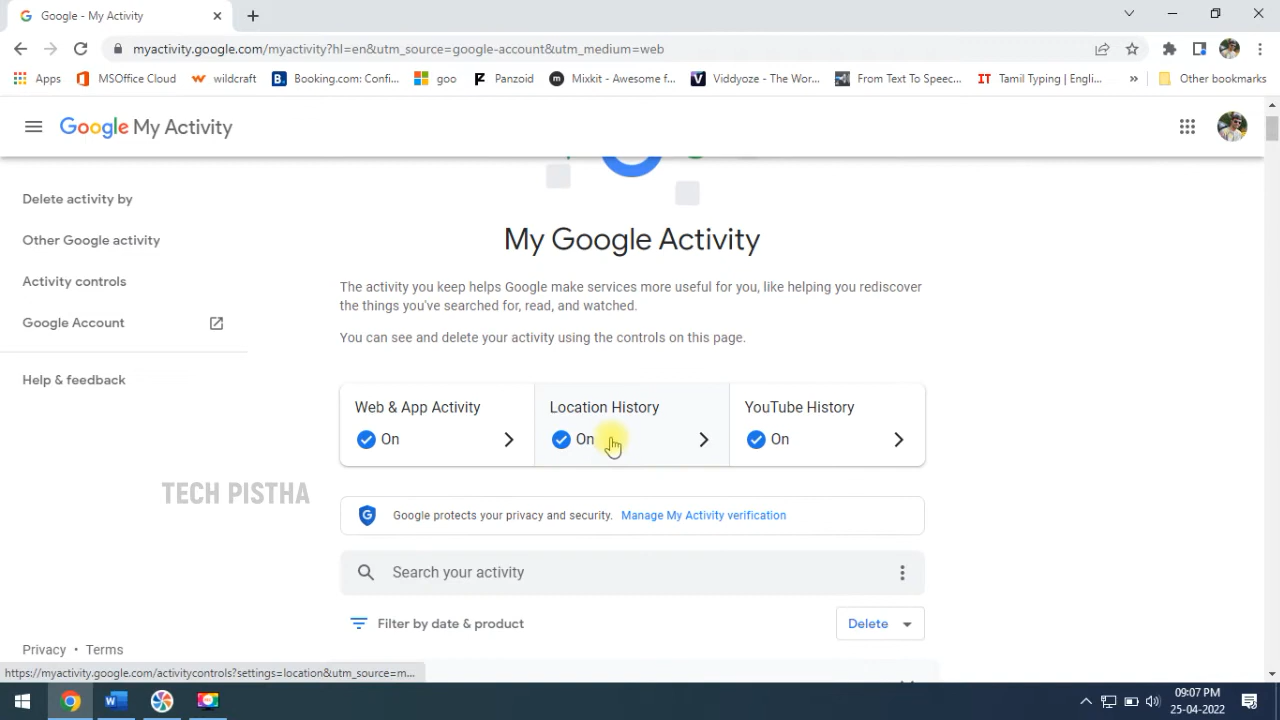 Google - My Activity
myactivity.google.com/myactivity?hl=en&utm_source=google-account&utm_medium=web
Apps MSOffice Cloud wildcraft Booking.com: Confi... goo Panzoid Mixkit - Awesome f... Viddyoze - The Wor... From Text To Speec... Tamil Typing | Engli... » Other bookmarks
Google My Activity
Delete activity by
Other Google activity
Activity controls
Google Account
Help & feedback
My Google Activity
The activity you keep helps Google make services more useful for you, like helping you rediscover
the things you've searched for, read, and watched.
You can see and delete your activity using the controls on this page.
Web & App Activity Location History YouTube History
On On On
TECH PISTHA
Google protects your privacy and security. Manage My Activity verification
Search your activity
Filter by date & product Delete
Privacy • Terms
https://myactivity.google.com/activitycontrols?settings=location&utm_source=m...
09:07 PM
25-04-2022